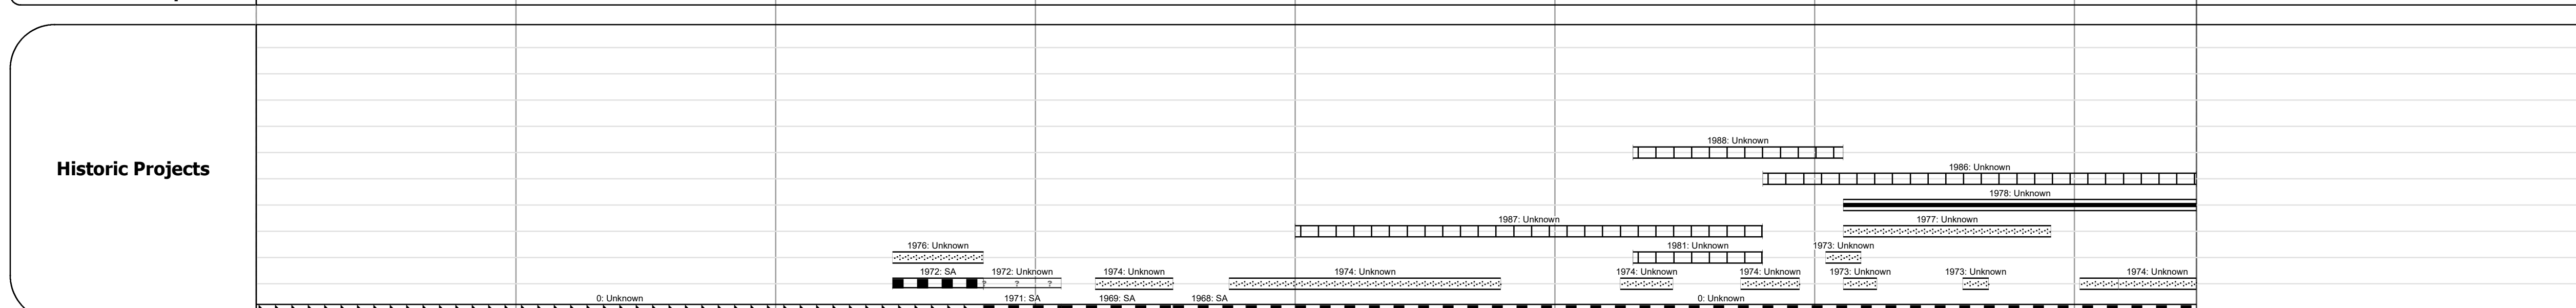 1988: Unknown
Historic Projects
1986: Unknown
1978: Unknown
1987: Unknown
1977: Unknown
1976: Unknown
1981: Unknown
1973: Unknown
1972: SA
1972: Unknown
1974: Unknown
1974: Unknown
1974: Unknown
1974: Unknown
1973: Unknown
1973: Unknown
1974: Unknown
? ? ?
0: Unknown
1971: SA
1969: SA
1968: SA
0: Unknown